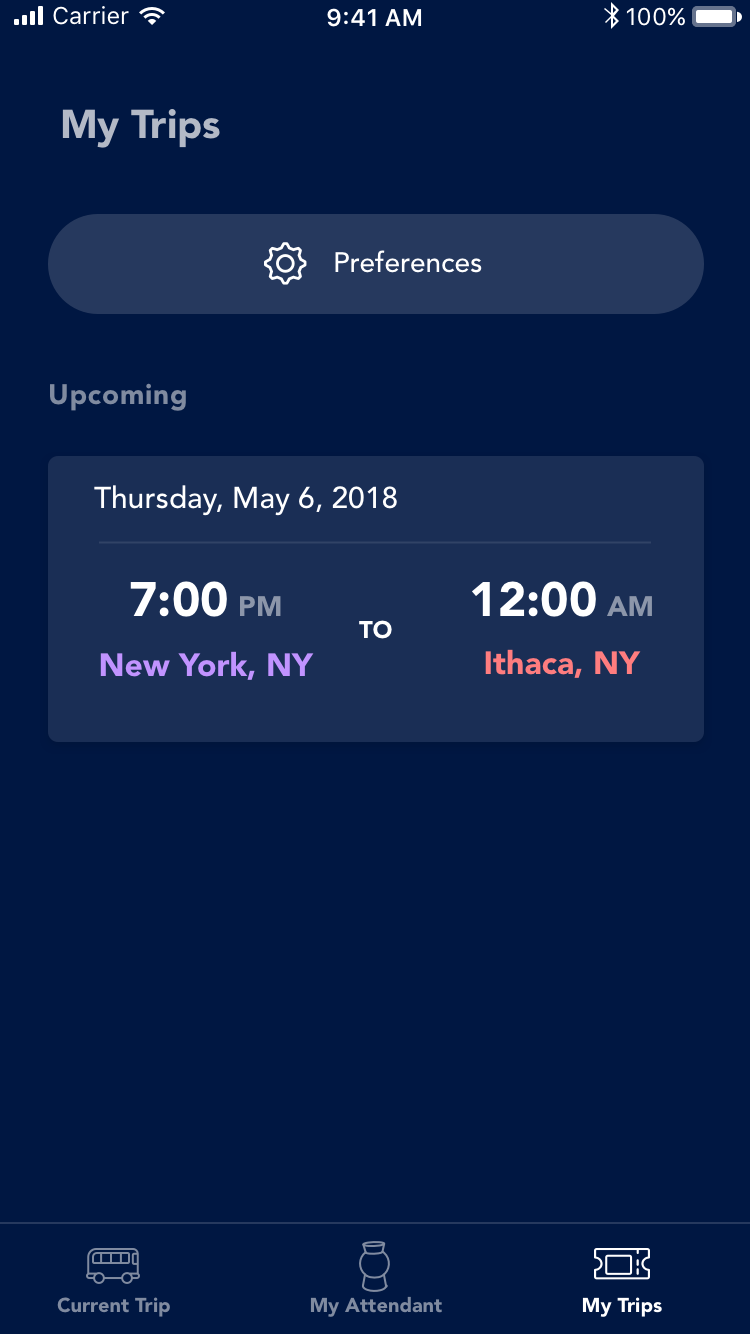 Carrier 9:41 AM 100%
My Trips
Preferences
Upcoming
Thursday, May 6, 2018
7:00 PM TO 12:00 AM
New York, NY Ithaca, NY
Current Trip My Attendant My Trips